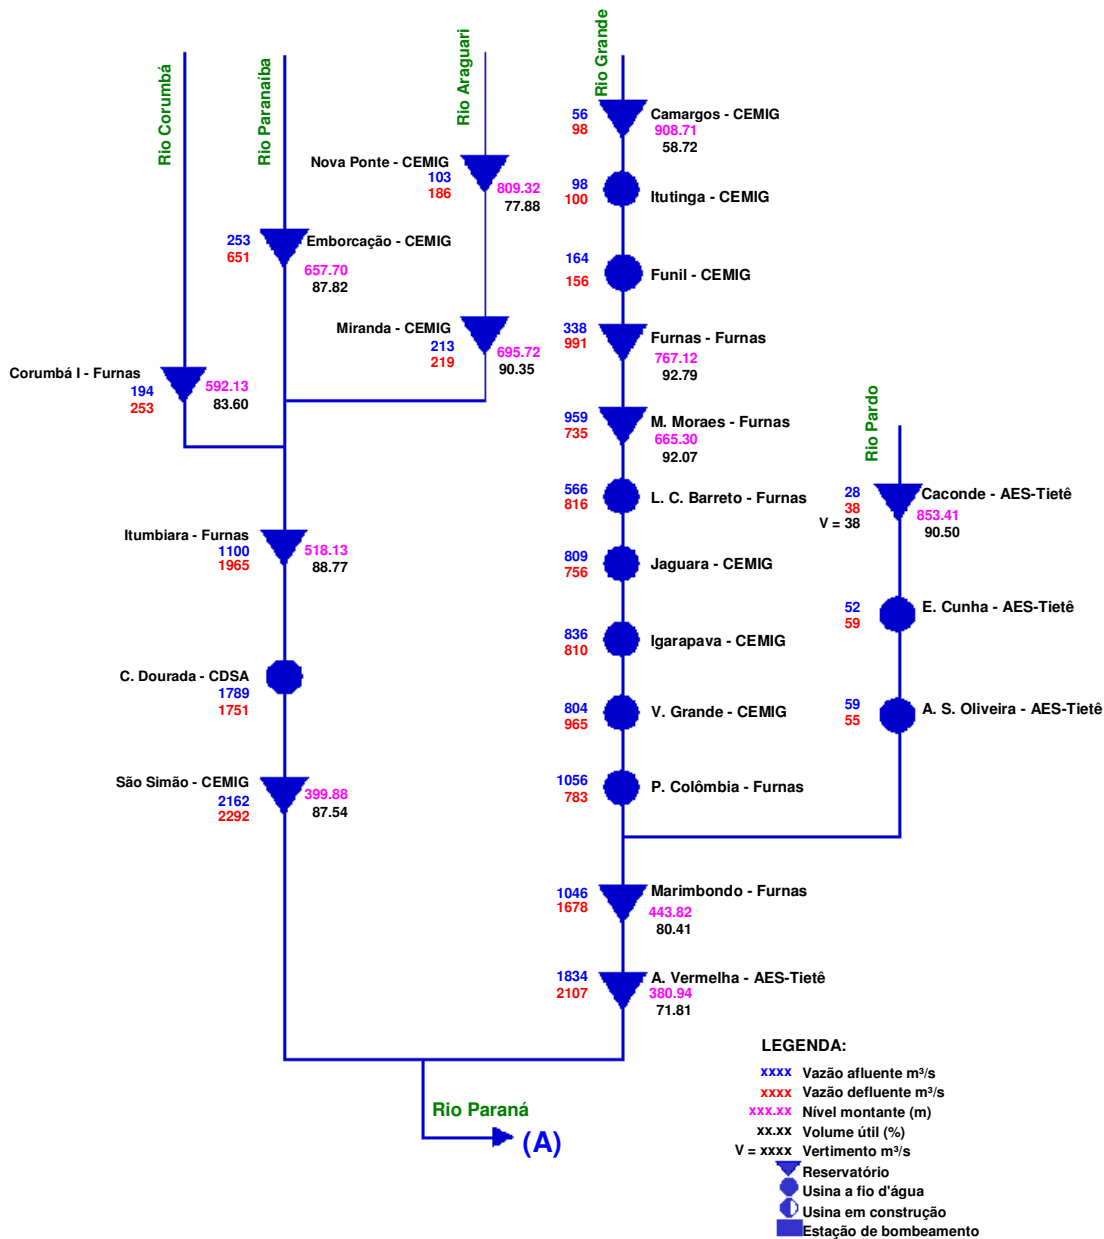 Rio Corumbá
Rio Paranaíba
Rio Araguari
Rio Grande
Rio Pardo
Camargos - CEMIG
56
98
908.71
58.72
Nova Ponte - CEMIG
103
186
809.32
77.88
98
100
Itutinga - CEMIG
Emborcação - CEMIG
253
651
657.70
87.82
164
156
Funil - CEMIG
Miranda - CEMIG
213
219
695.72
90.35
338
991
Furnas - Furnas
767.12
92.79
Corumbá I - Furnas
194
253
592.13
83.60
959
735
M. Moraes - Furnas
665.30
92.07
566
816
L. C. Barreto - Furnas
28
38
V = 38
Caconde - AES-Tietê
853.41
90.50
Itumbiara - Furnas
1100
1965
518.13
88.77
809
756
Jaguara - CEMIG
52
59
E. Cunha - AES-Tietê
836
810
Igarapava - CEMIG
C. Dourada - CDSA
1789
1751
804
965
V. Grande - CEMIG
59
55
A. S. Oliveira - AES-Tietê
São Simão - CEMIG
2162
2292
399.88
87.54
1056
783
P. Colômbia - Furnas
1046
1678
Marimbondo - Furnas
443.82
80.41
1834
2107
A. Vermelha - AES-Tietê
380.94
71.81
Rio Paraná
(A)
LEGENDA:
xxxx Vazão afluente m³/s
xxxx Vazão defluente m³/s
xxx.xx Nível montante (m)
xx.xx Volume útil (%)
V = xxxx Vertimento m³/s
Reservatório
Usina a fio d'água
Usina em construção
Estação de bombeamento